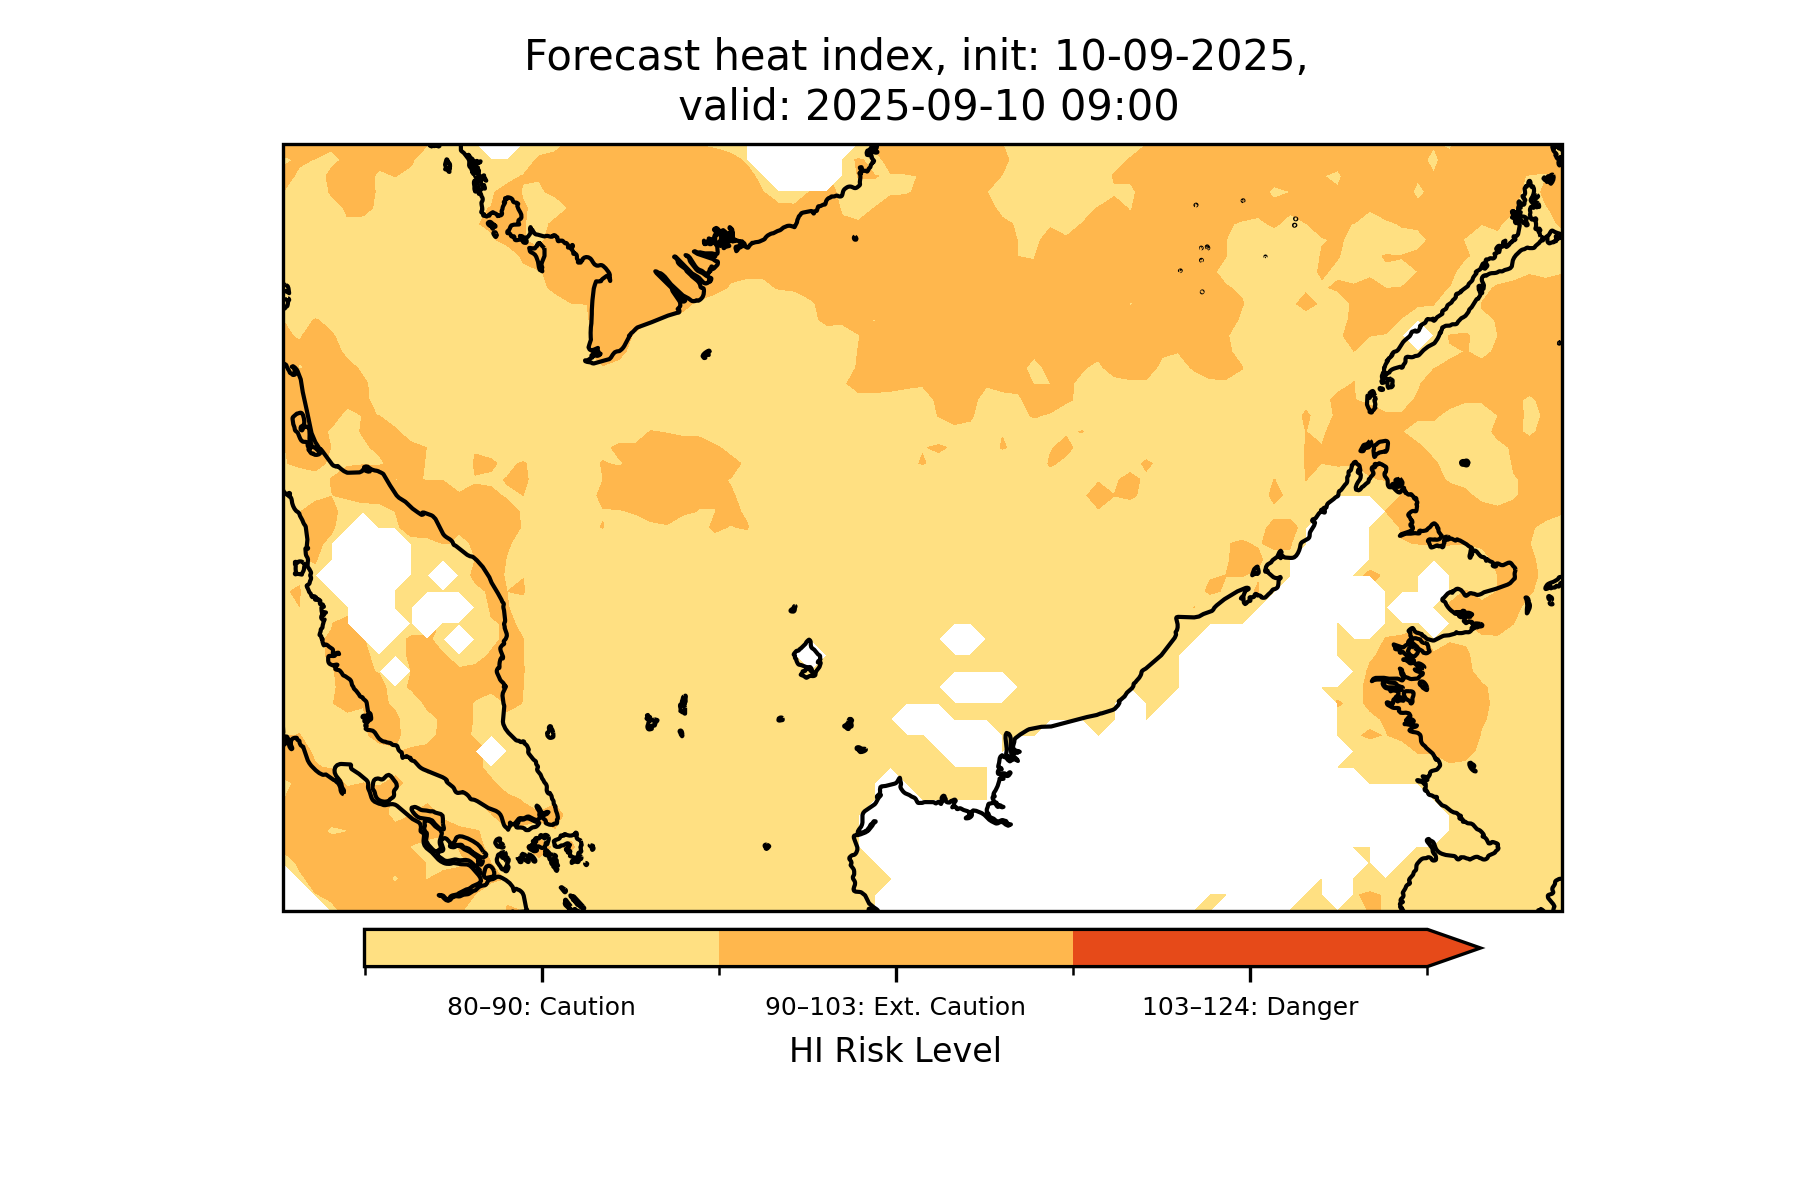 Forecast heat index, init: 10-09-2025,
valid: 2025-09-10 09:00
80–90: Caution
90–103: Ext. Caution
103–124: Danger
HI Risk Level